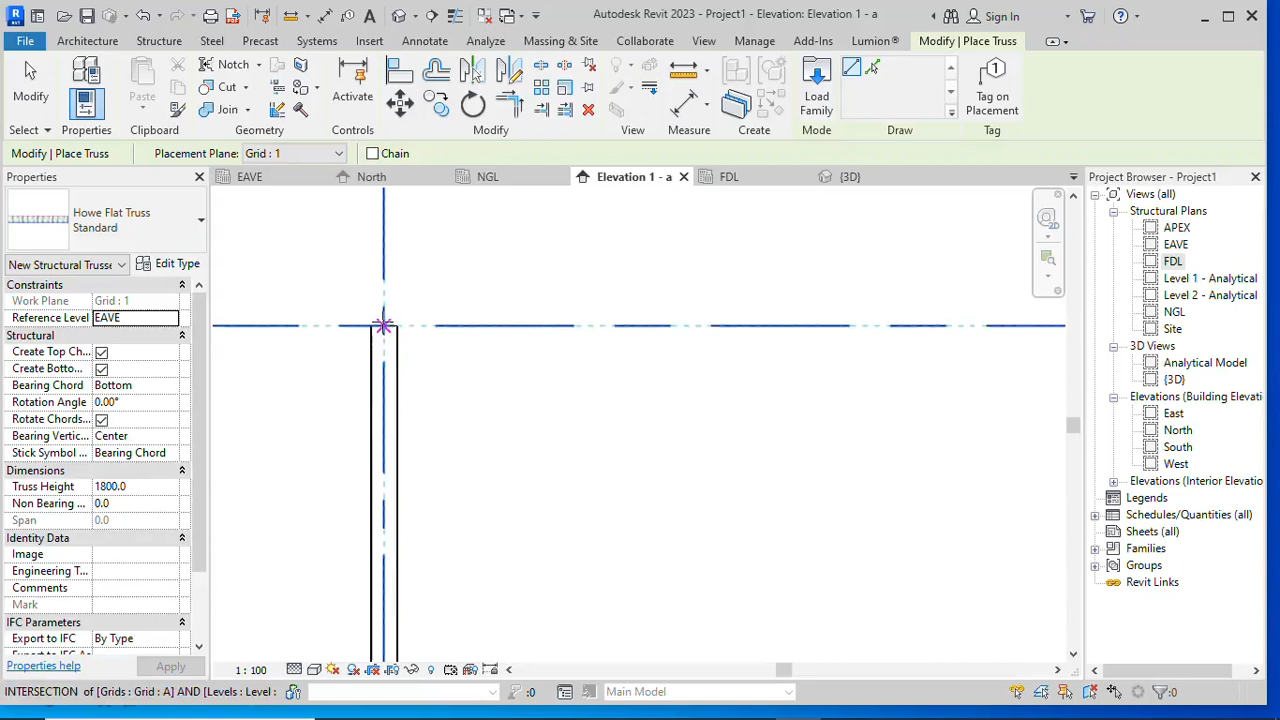 Autodesk Revit 2023 - Project1 - Elevation: Elevation 1 - a
Sign In
File Architecture Structure Steel Precast Systems Insert Annotate Analyze Massing & Site Collaborate View Manage Add-Ins Lumion® Modify | Place Truss
Modify
Paste
Notch
Cut
Join
Activate
Load
Family
Tag on
Placement
Select Properties Clipboard Geometry Controls Modify View Measure Create Mode Draw Tag
Modify | Place Truss Placement Plane: Grid : 1 Chain
Properties
EAVE North NGL Elevation 1 - a FDL {3D}
Project Browser - Project1
Howe Flat Truss
Standard
New Structural Trusse Edit Type
Constraints
Work Plane Grid : 1
Reference Level EAVE
Structural
Create Top Ch...
Create Botto...
Bearing Chord Bottom
Rotation Angle 0.00°
Rotate Chords...
Bearing Vertic... Center
Stick Symbol ... Bearing Chord
Dimensions
Truss Height 1800.0
Non Bearing ... 0.0
Span 0.0
Identity Data
Image
Engineering T...
Comments
Mark
IFC Parameters
Export to IFC By Type
Properties help Apply
2D
Views (all)
Structural Plans
APEX
EAVE
FDL
Level 1 - Analytical
Level 2 - Analytical
NGL
Site
3D Views
Analytical Model
{3D}
Elevations (Building Elevati
East
North
South
West
Elevations (Interior Elevatio
Legends
Schedules/Quantities (all)
Sheets (all)
Families
Groups
Revit Links
1 : 100
INTERSECTION of [Grids : Grid : A] AND [Levels : Level : :0 Main Model :0